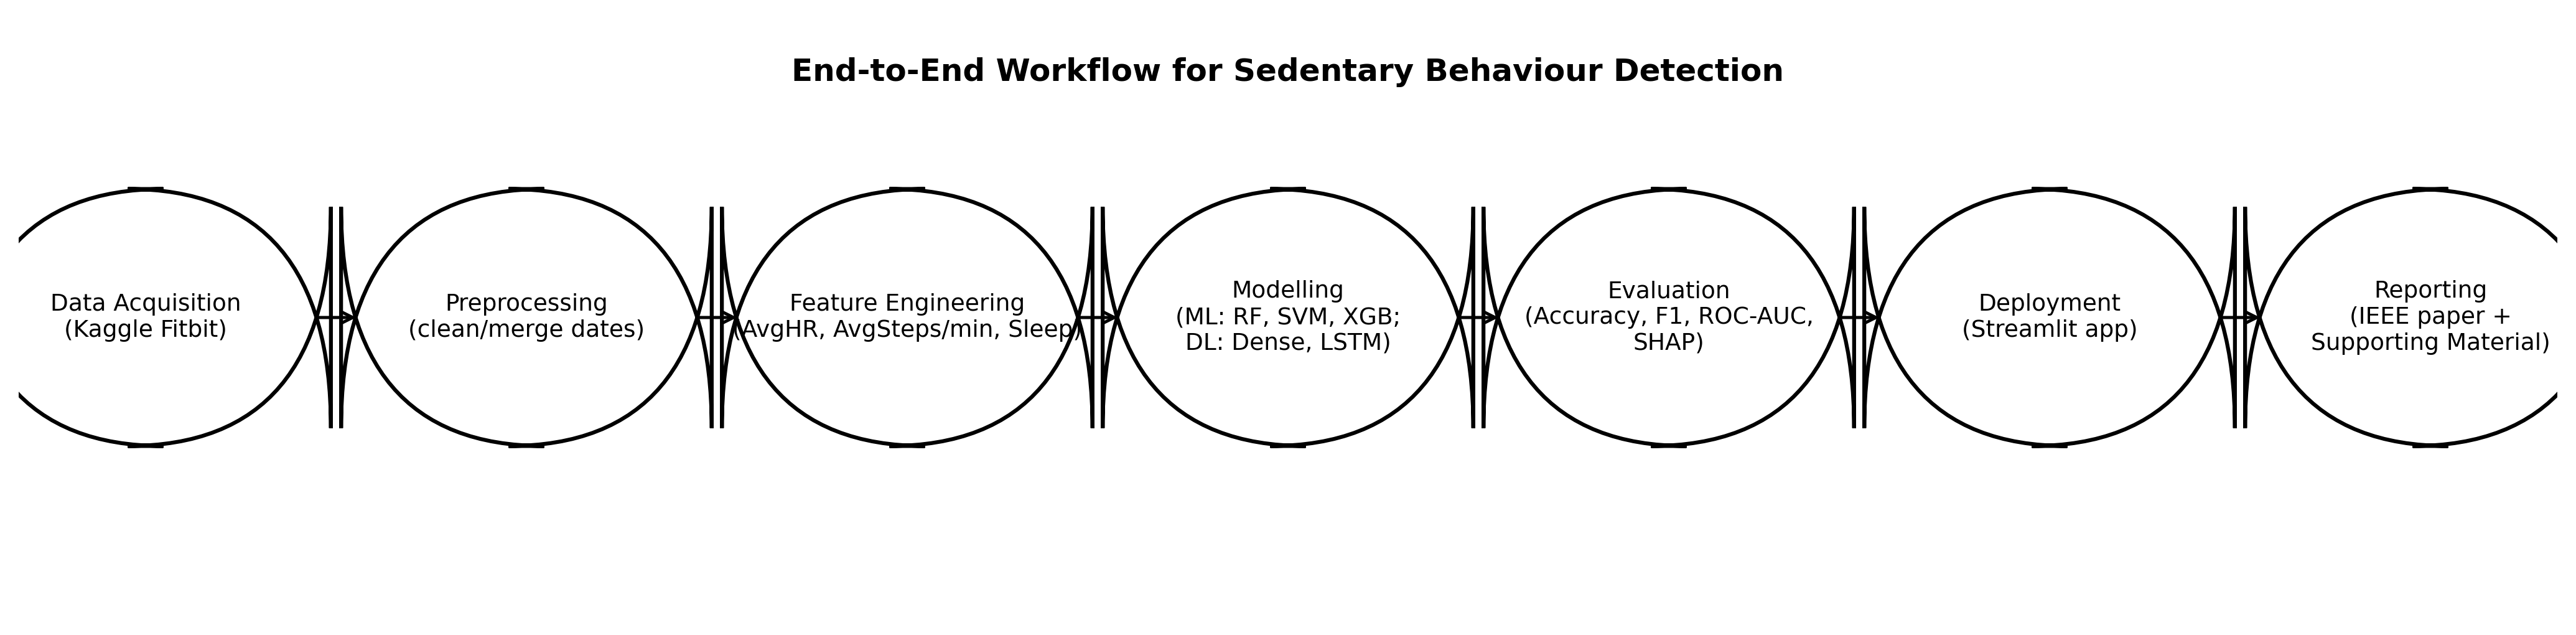 End-to-End Workflow for Sedentary Behaviour Detection
Data Acquisition
(Kaggle Fitbit)
Preprocessing
(clean/merge dates)
Feature Engineering
(AvgHR, AvgSteps/min, Sleep)
Modelling
(ML: RF, SVM, XGB;
DL: Dense, LSTM)
Evaluation
(Accuracy, F1, ROC-AUC,
SHAP)
Deployment
(Streamlit app)
Reporting
(IEEE paper +
Supporting Material)